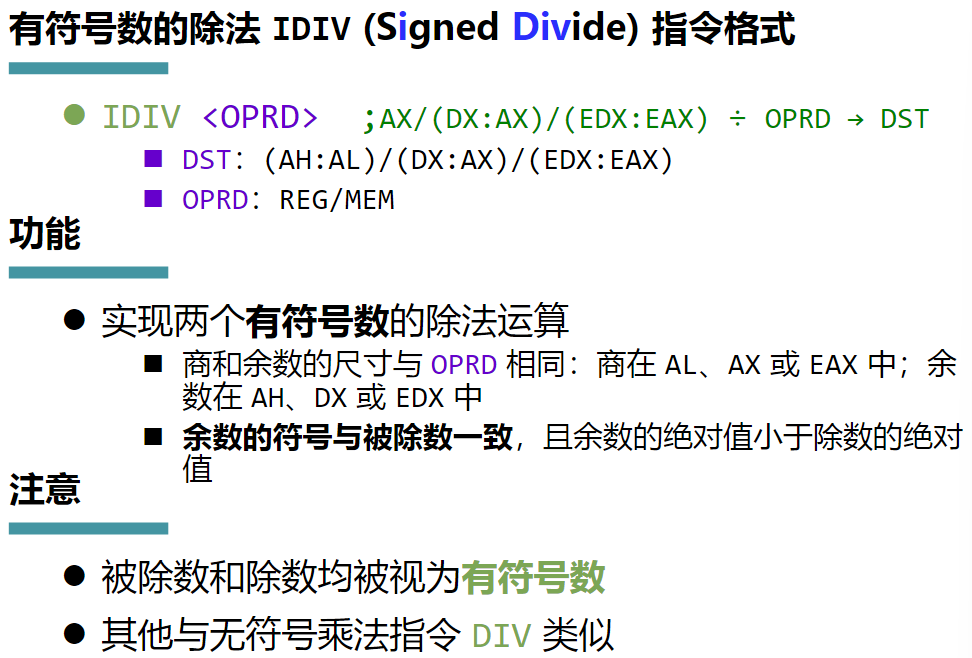 有符号数的除法 IDIV (Signed Divide) 指令格式
IDIV <OPRD> ;AX/(DX:AX)/(EDX:EAX) ÷ OPRD → DST
DST：(AH:AL)/(DX:AX)/(EDX:EAX)
OPRD：REG/MEM
功能
实现两个有符号数的除法运算
商和余数的尺寸与 OPRD 相同：商在 AL、AX 或 EAX 中；余
数在 AH、DX 或 EDX 中
余数的符号与被除数一致，且余数的绝对值小于除数的绝对
值
注意
被除数和除数均被视为有符号数
其他与无符号乘法指令 DIV 类似